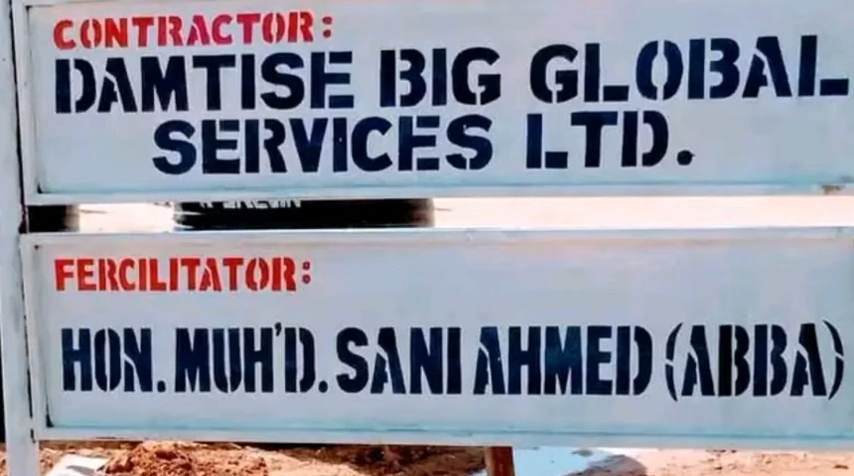 CONTRACTOR:
DAMTISE BIG GLOBAL
SERVICES LTD.
FERCILITATOR:
HON. MUH'D. SANI AHMED (ABBA)